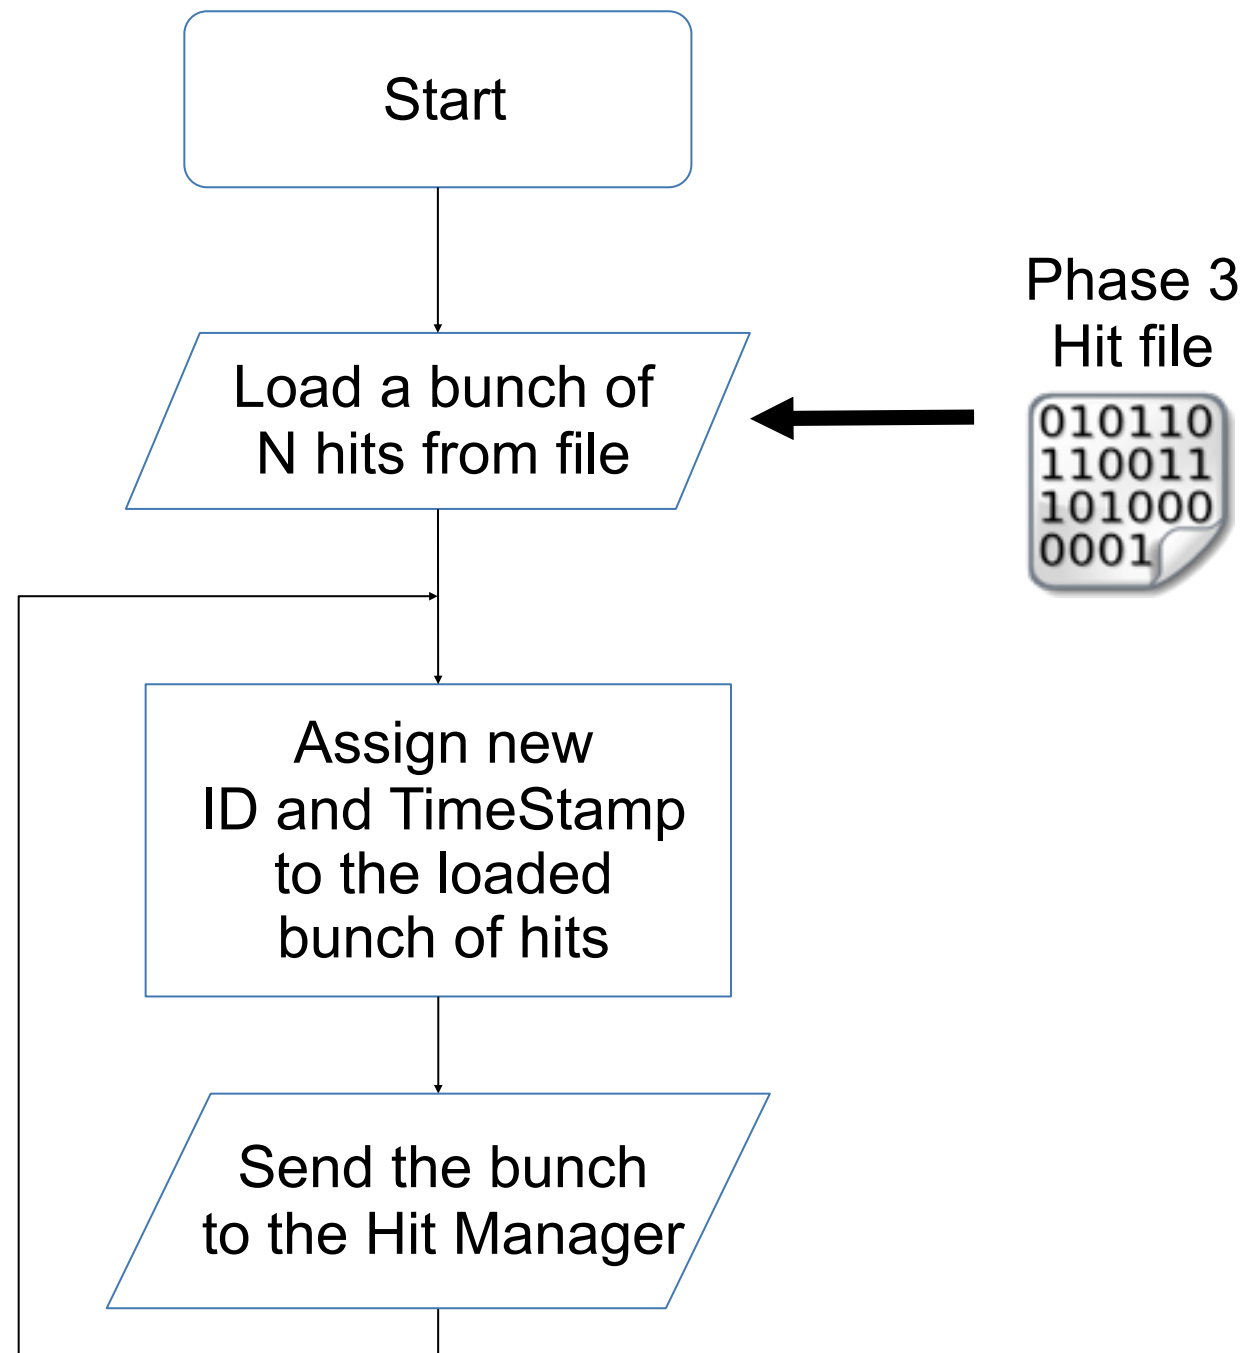 Start
Phase 3
Hit file
Load a bunch of
N hits from file
010110
110011
101000
0001
Assign new
ID and TimeStamp
to the loaded
bunch of hits
Send the bunch
to the Hit Manager